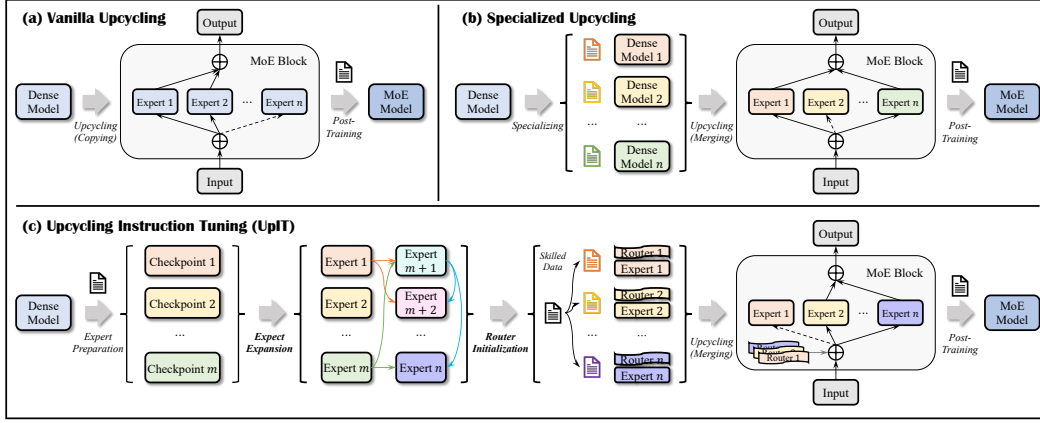 (a) Vanilla Upcycling
Output
MoE Block
Dense
Model
Upcycling
(Copying)
Expert 1
Expert 2
...
Expert n
Input
Post-
Training
MoE
Model
(b) Specialized Upcycling
Dense
Model
Specializing
Dense
Model 1
Dense
Model 2
...
...
Dense
Model n
Upcycling
(Merging)
Output
MoE Block
Expert 1
Expert 2
...
Expert n
Input
Post-
Training
MoE
Model
(c) Upcycling Instruction Tuning (UpIT)
Dense
Model
Expert
Preparation
Checkpoint 1
Checkpoint 2
...
Checkpoint m
Expect
Expansion
Expert 1
Expert 2
...
Expert m
Expert
m + 1
Expert
m + 2
...
Expert n
Router
Initialization
Skilled
Data
Router 1
Expert 1
Router 2
Expert 2
...
...
Router n
Expert n
Upcycling
(Merging)
Output
MoE Block
Expert 1
Expert 2
...
Expert n
Router 1
Input
Post-
Training
MoE
Model